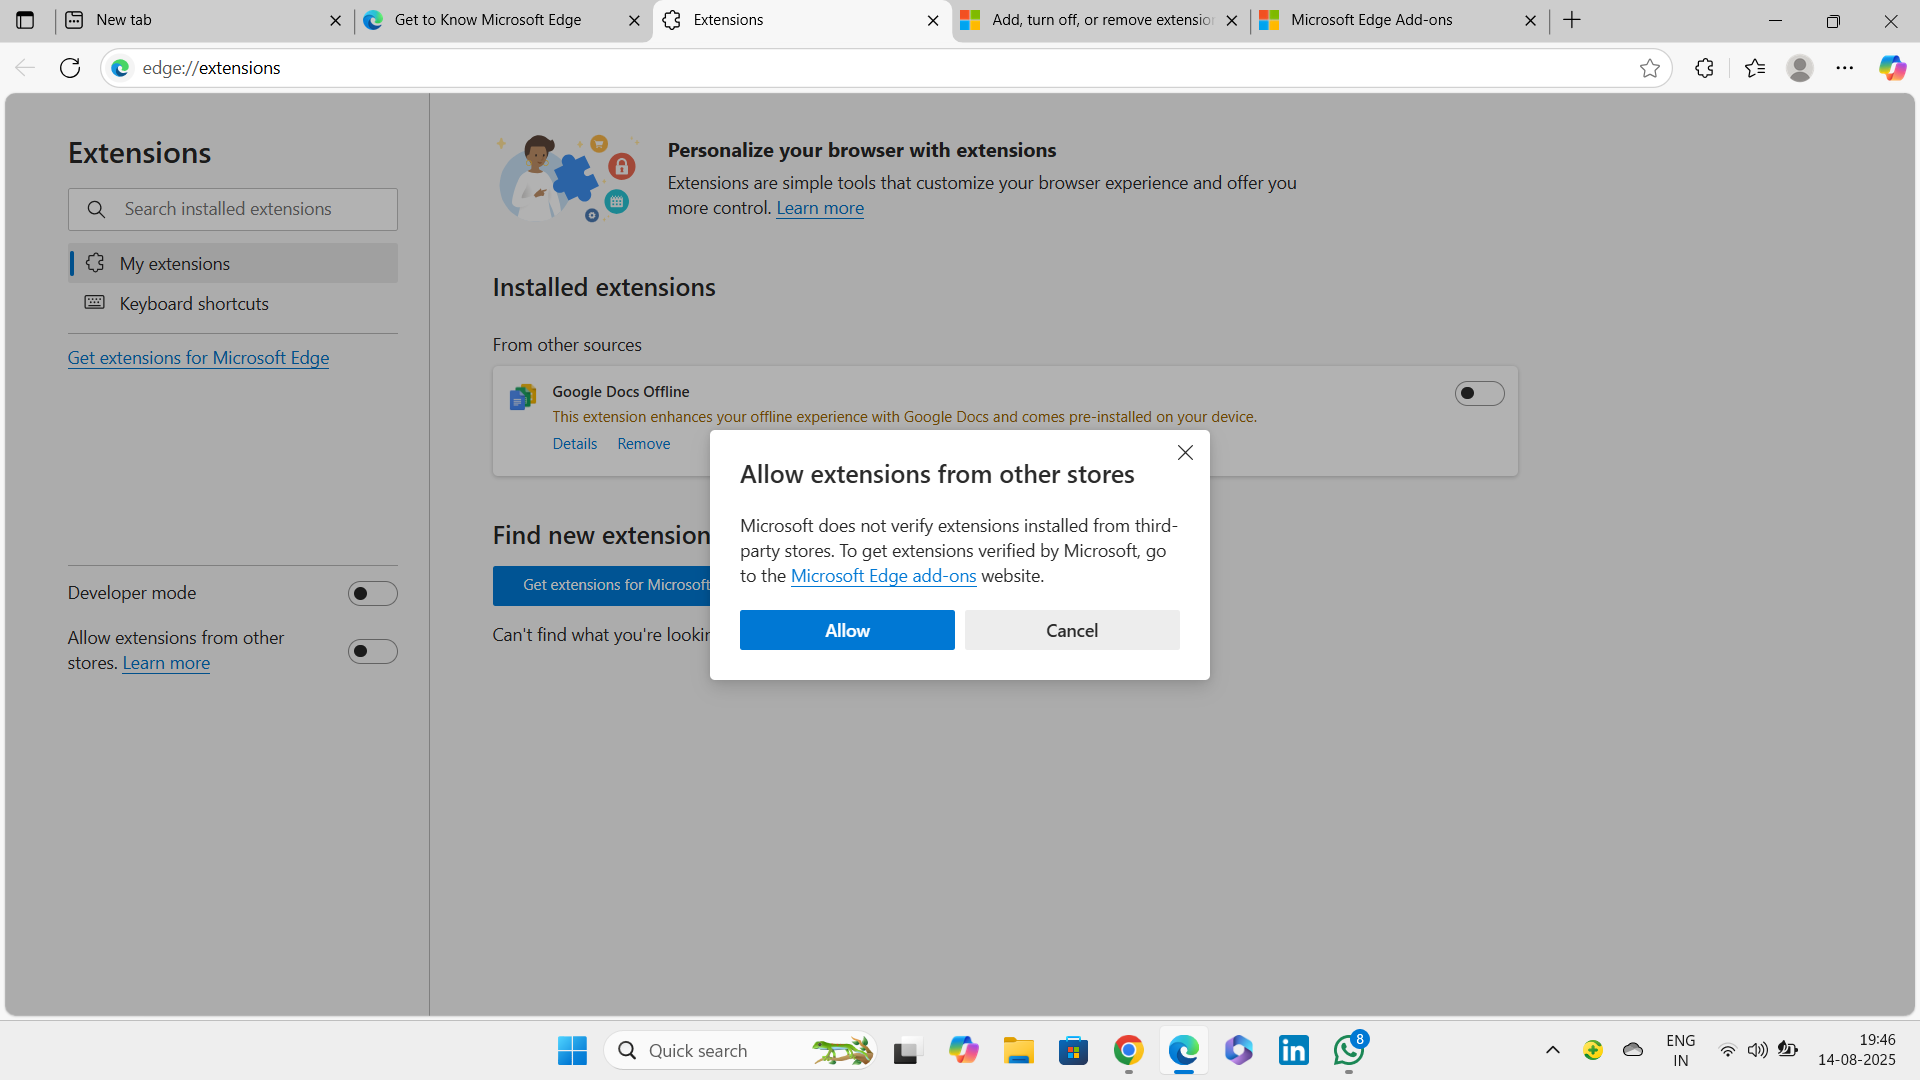 New tab
Get to Know Microsoft Edge
Extensions
Add, turn off, or remove extension
Microsoft Edge Add-ons
edge://extensions
Extensions
Search installed extensions
My extensions
Keyboard shortcuts
Get extensions for Microsoft Edge
Developer mode
Allow extensions from other
stores. Learn more
Personalize your browser with extensions
Extensions are simple tools that customize your browser experience and offer you
more control. Learn more
Installed extensions
From other sources
Google Docs Offline
This extension enhances your offline experience with Google Docs and comes pre-installed on your device.
Details Remove
Find new extension
Get extensions for Microsoft
Can't find what you're lookin
Allow extensions from other stores
Microsoft does not verify extensions installed from third-
party stores. To get extensions verified by Microsoft, go
to the Microsoft Edge add-ons website.
Allow
Cancel
Quick search
8
ENG
IN
19:46
14-08-2025